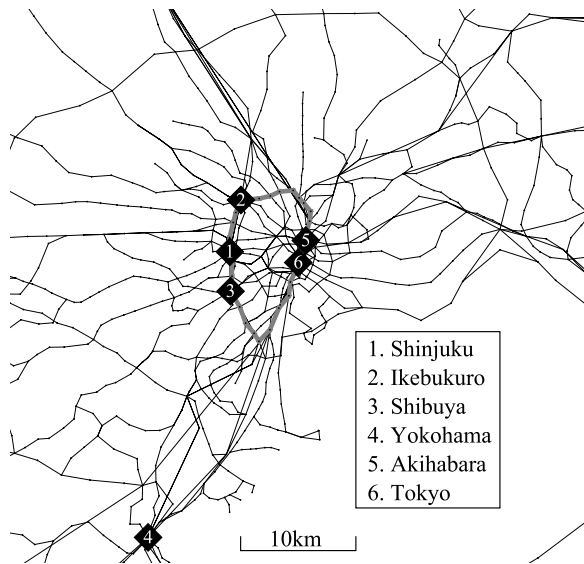 2
5
1
6
3
1. Shinjuku
2. Ikebukuro
3. Shibuya
4. Yokohama
5. Akihabara
6. Tokyo
4
10km